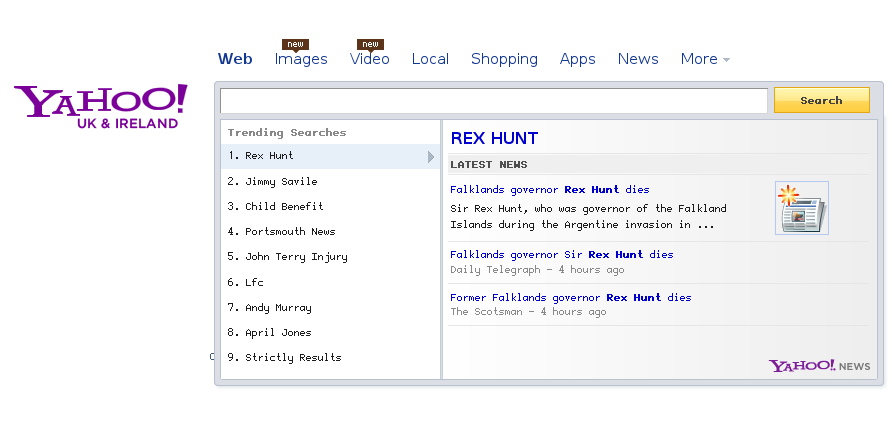 new new
Web Images Video Local Shopping Apps News More
YAHOO!
UK & IRELAND
Search
Trending Searches
1. Rex Hunt
2. Jimmy Savile
3. Child Benefit
4. Portsmouth News
5. John Terry Injury
6. Lfc
7. Andy Murray
8. April Jones
9. Strictly Results
REX HUNT
LATEST NEWS
Falklands governor Rex Hunt dies
Sir Rex Hunt, who was governor of the Falkland
Islands during the Argentine invasion in ...
Falklands governor Sir Rex Hunt dies
Daily Telegraph - 4 hours ago
Former Falklands governor Rex Hunt dies
The Scotsman - 4 hours ago
YAHOO! NEWS